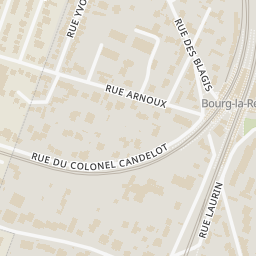 RUE YVO
RUE DES BLAGIS
RUE ARNOUX
Bourg-la-Re
RUE DU COLONEL CANDELOT
RUE LAURIN